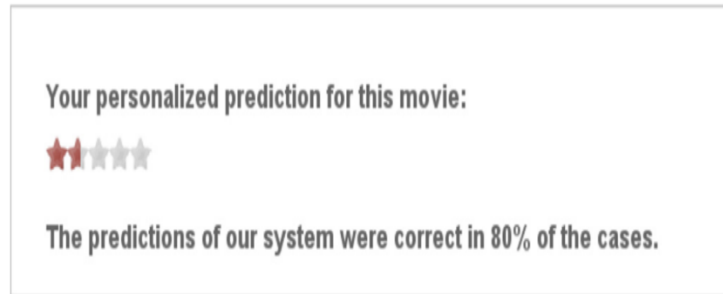 Your personalized prediction for this movie:
The predictions of our system were correct in 80% of the cases.